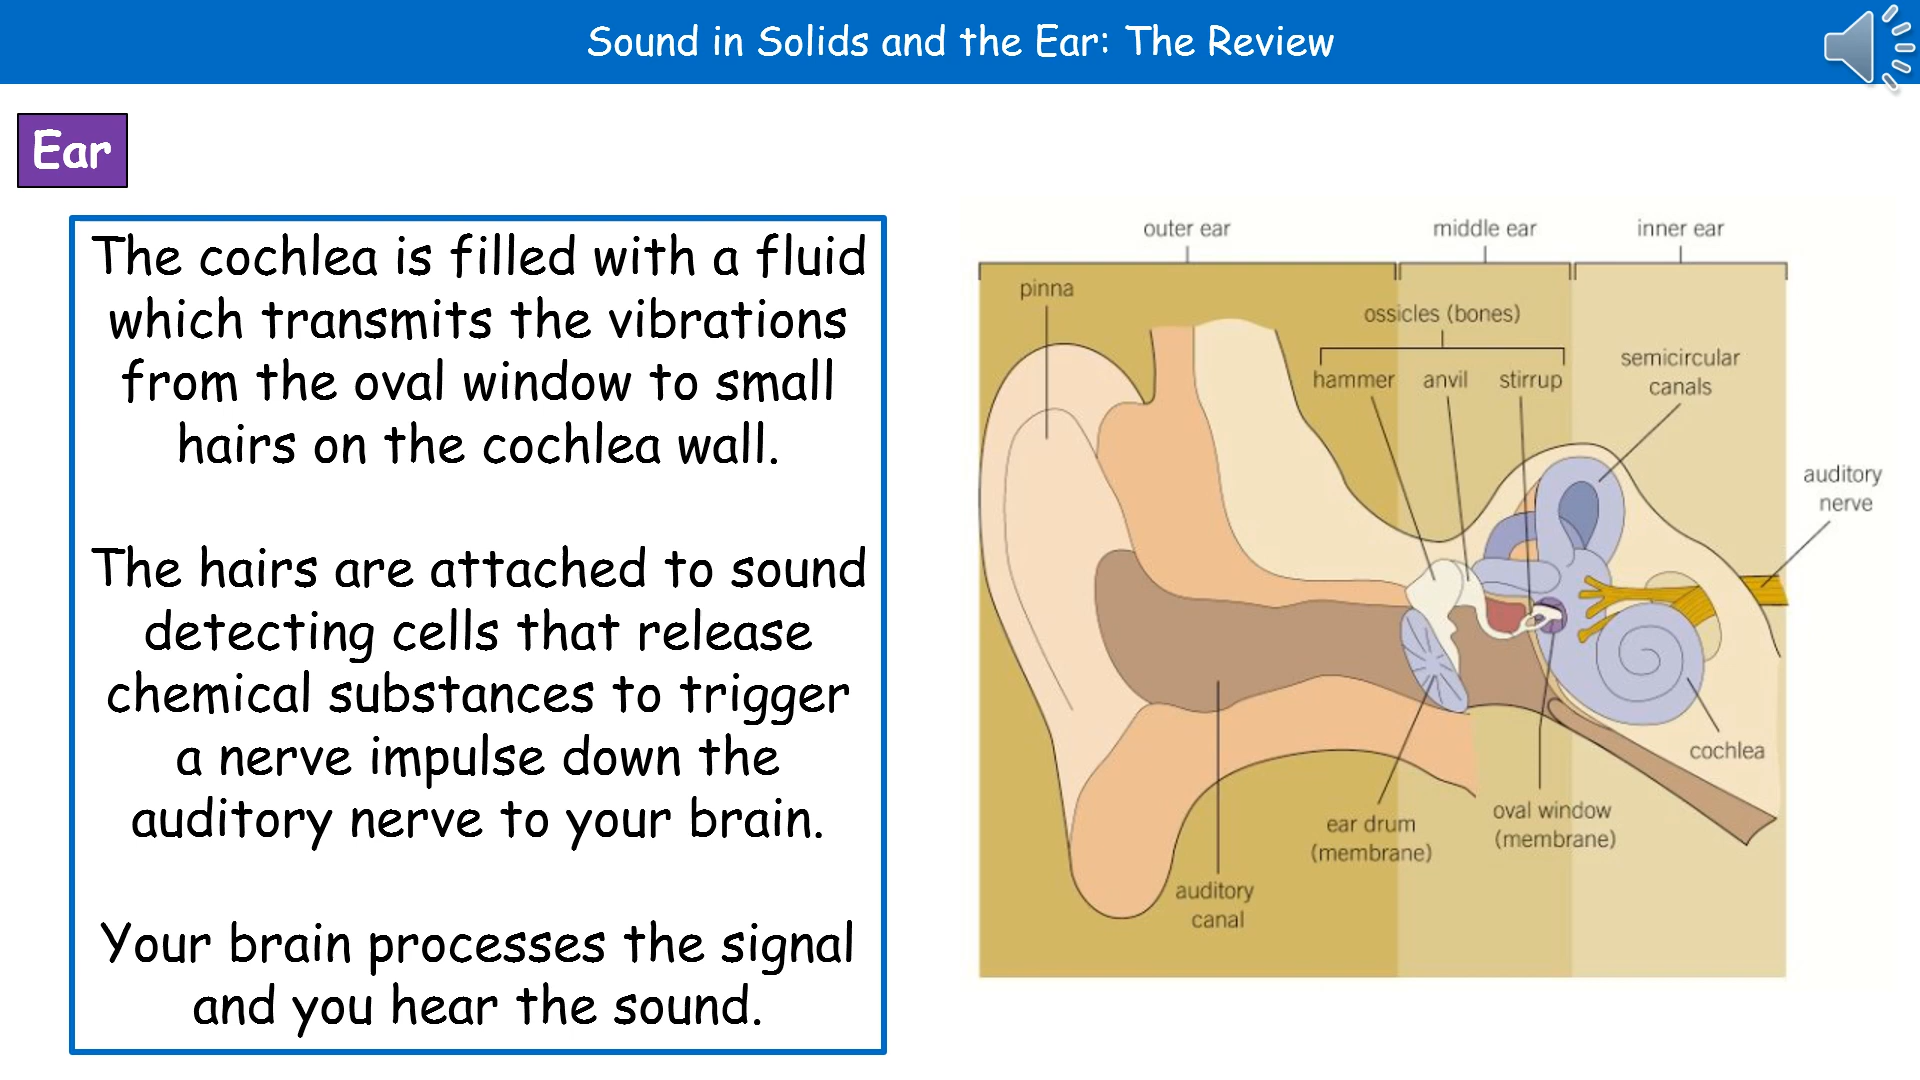 Sound in Solids and the Ear: The Review
Ear
The cochlea is filled with a fluid
which transmits the vibrations
from the oval window to small
hairs on the cochlea wall.
The hairs are attached to sound
detecting cells that release
chemical substances to trigger
a nerve impulse down the
auditory nerve to your brain.
Your brain processes the signal
and you hear the sound.
outer ear
middle ear
inner ear
pinna
ossicles (bones)
hammer
anvil
stirrup
semicircular
canals
auditory
nerve
cochlea
oval window
(membrane)
ear drum
(membrane)
auditory
canal